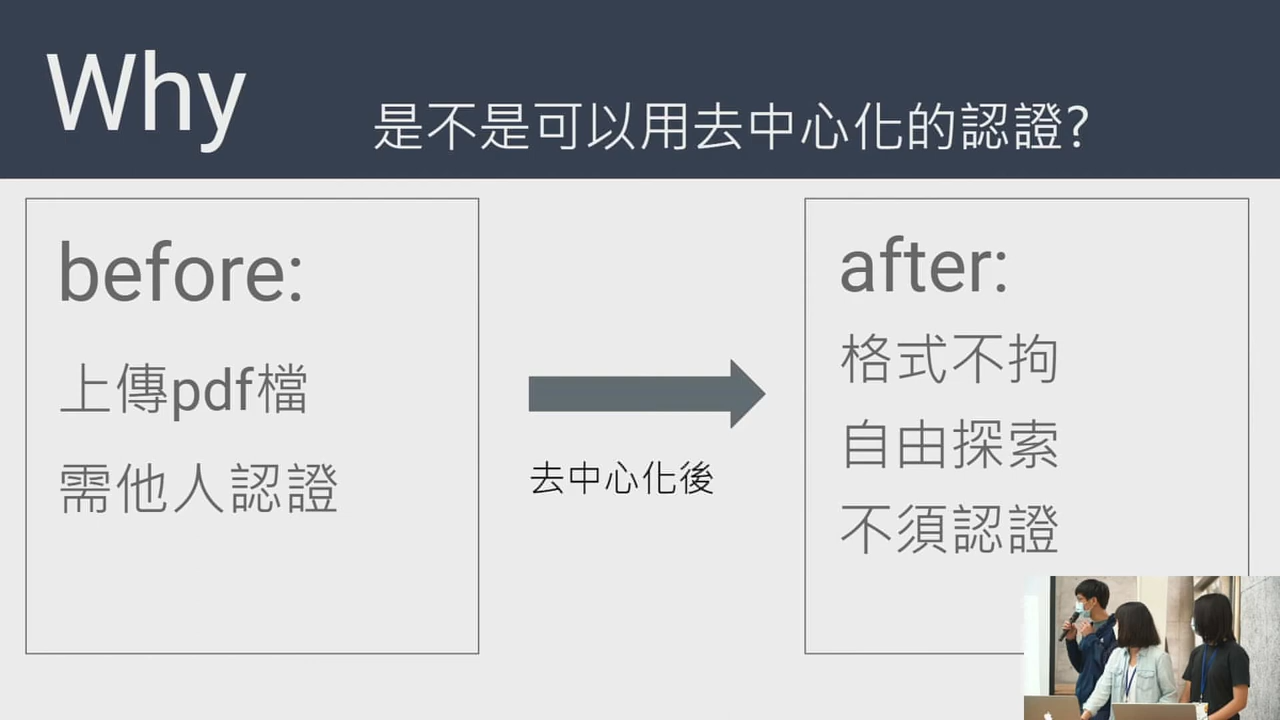 Why
是不是可以用去中心化的認證?
before:
上傳pdf檔
需他人認證
去中心化後
after:
格式不拘
自由探索
不須認證